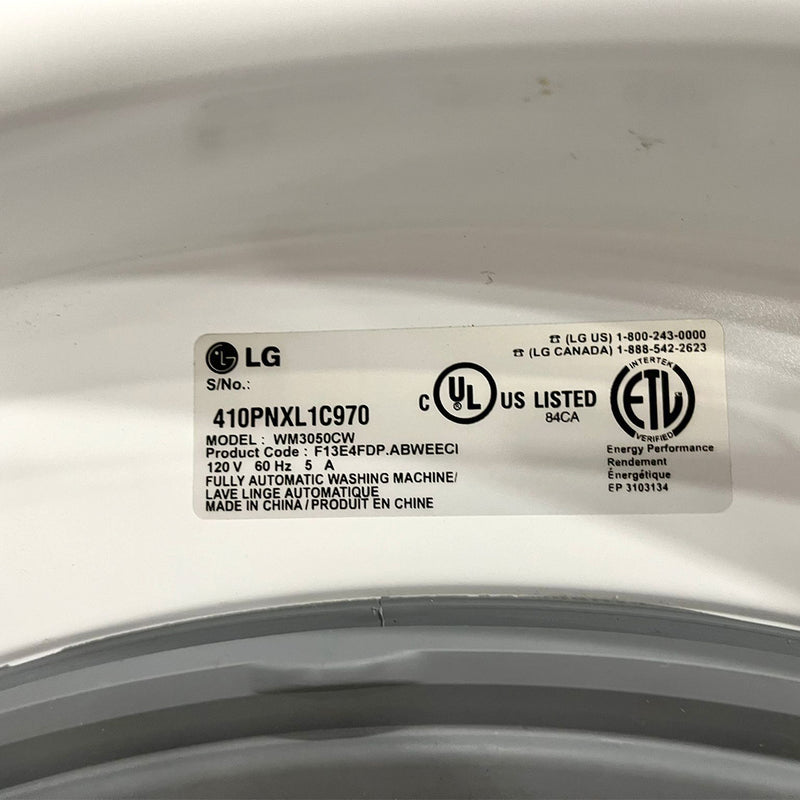 LG
☎ (LG US) 1-800-243-0000
☎ (LG CANADA) 1-888-542-2623
S/No.:
410PNXL1C970
C UL US LISTED
84CA
INTERTEK
ETL
VERIFIED
MODEL : WM3050CW
Product Code : F13E4FDP.ABWEECI
120 V 60 Hz 5 A
FULLY AUTOMATIC WASHING MACHINE/
LAVE LINGE AUTOMATIQUE
MADE IN CHINA / PRODUIT EN CHINE
Energy Performance
Rendement
Énergétique
EP 3103134